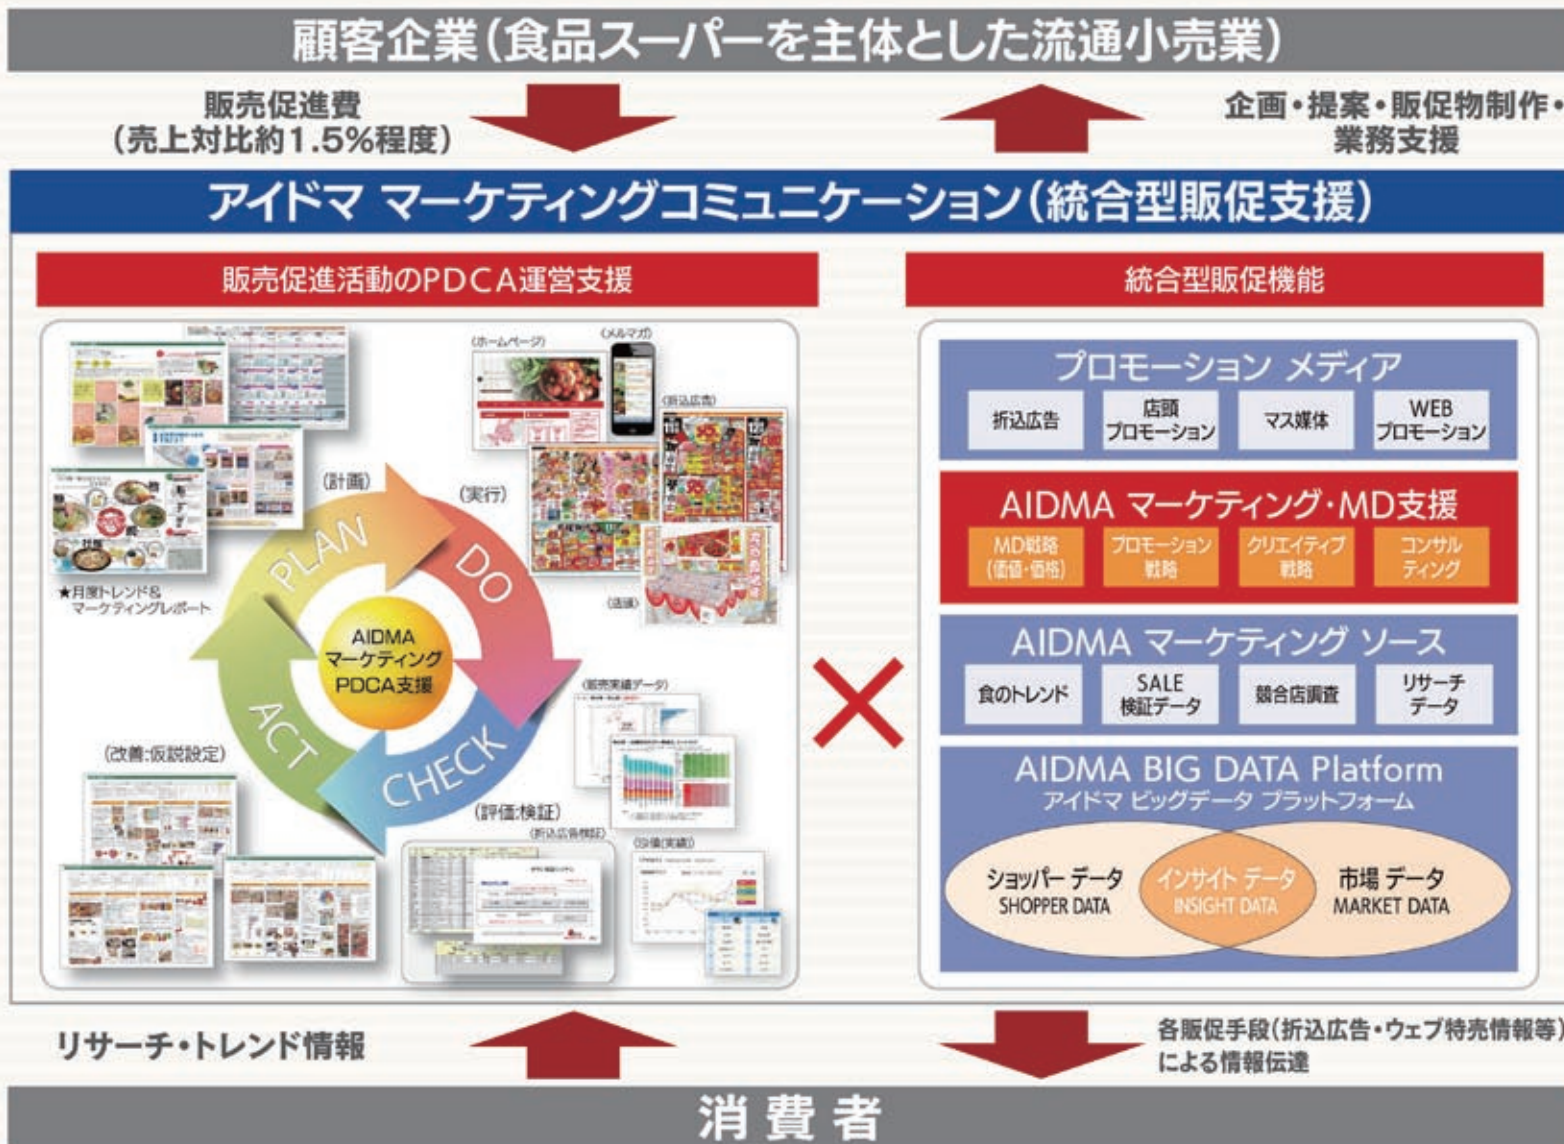 顧客企業(食品スーパーを主体とした流通小売業)
販売促進費
(売上対比約1.5%程度)
企画・提案・販促物制作・
業務支援
アイドマ マーケティングコミュニケーション(統合型販促支援)
販売促進活動のPDCA運営支援
(ホームページ)
(メルマガ)
(折込広告)
(計画)
(実行)
PLAN
DO
★月度トレンド&
マーケティングレポート
(店頭)
AIDMA
マーケティング
PDCA支援
(販売実績データ)
ACT
CHECK
(改善:仮説設定)
(評価:検証)
(折込広告検証)
統合型販促機能
プロモーション メディア
折込広告
店頭
プロモーション
マス媒体
WEB
プロモーション
AIDMA マーケティング・MD支援
MD戦略
(価値・価格)
プロモーション
戦略
クリエイティブ
戦略
コンサル
ティング
AIDMA マーケティング ソース
食のトレンド
SALE
検証データ
競合店調査
リサーチ
データ
AIDMA BIG DATA Platform
アイドマ ビッグデータ プラットフォーム
ショッパー データ
SHOPPER DATA
インサイト データ
INSIGHT DATA
市場 データ
MARKET DATA
リサーチ・トレンド情報
各販促手段(折込広告・ウェブ特売情報等)
による情報伝達
消費者